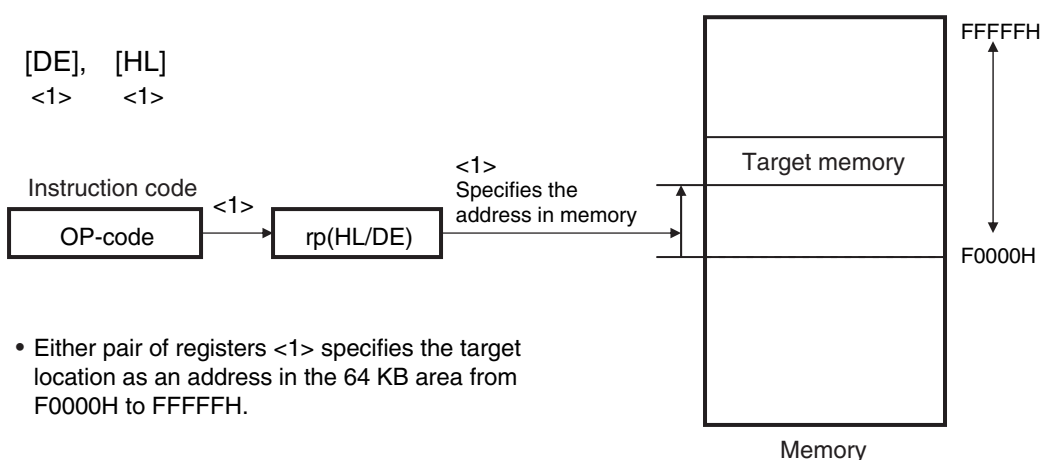 FFFFFH
[DE], [HL]
<1> <1>
Target memory
<1>
Specifies the
address in memory
Instruction code
<1>
OP-code
rp(HL/DE)
F0000H
• Either pair of registers <1> specifies the target
location as an address in the 64 KB area from
F0000H to FFFFFH.
Memory